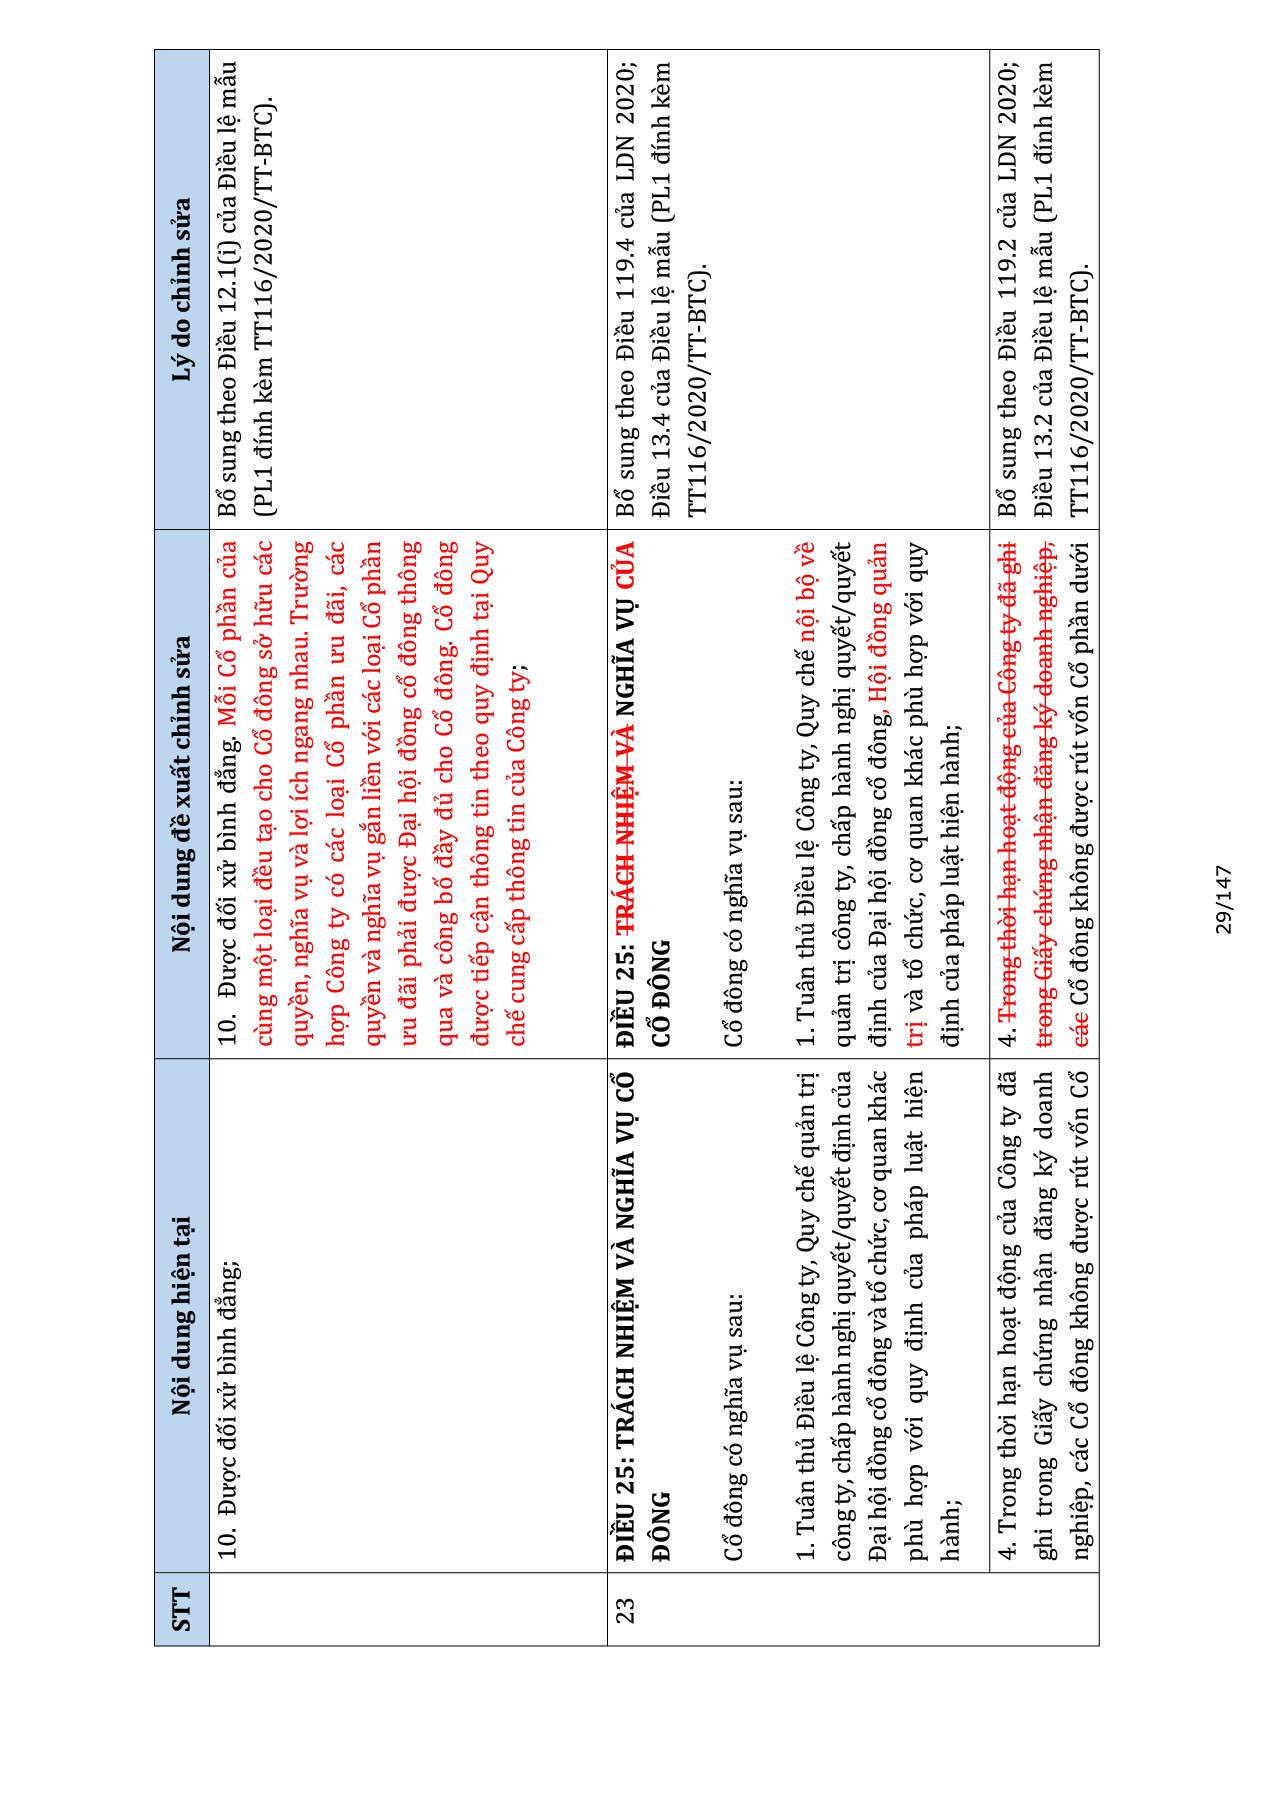 STT
Nội dung hiện tại
Nội dung đề xuất chỉnh sửa
Lý do chỉnh sửa
10. Được đối xử bình đẳng;
10. Được đối xử bình đẳng. Mỗi Cổ phần của
cùng một loại đều tạo cho Cổ đông sở hữu các
quyền, nghĩa vụ và lợi ích ngang nhau. Trường
hợp Công ty có các loại Cổ phần ưu đãi, các
quyền và nghĩa vụ gắn liền với các loại Cổ phần
ưu đãi phải được Đại hội đồng cổ đông thông
qua và công bố đầy đủ cho Cổ đông. Cổ đông
được tiếp cận thông tin theo quy định tại Quy
chế cung cấp thông tin của Công ty;
Bổ sung theo Điều 12.1(i) của Điều lệ mẫu
(PL1 đính kèm TT116/2020/TT-BTC).
23
ĐIỀU 25: TRÁCH NHIỆM VÀ NGHĨA VỤ CỔ
ĐÔNG
Cổ đông có nghĩa vụ sau:
1. Tuân thủ Điều lệ Công ty, Quy chế quản trị
công ty, chấp hành nghị quyết/quyết định của
Đại hội đồng cổ đông và tổ chức, cơ quan khác
phù hợp với quy định của pháp luật hiện
hành;
ĐIỀU 25: TRÁCH NHIỆM VÀ NGHĨA VỤ CỦA
CỔ ĐÔNG
Cổ đông có nghĩa vụ sau:
1. Tuân thủ Điều lệ Công ty, Quy chế nội bộ về
quản trị công ty, chấp hành nghị quyết/quyết
định của Đại hội đồng cổ đông, Hội đồng quản
trị và tổ chức, cơ quan khác phù hợp với quy
định của pháp luật hiện hành;
Bổ sung theo Điều 119.4 của LDN 2020;
Điều 13.4 của Điều lệ mẫu (PL1 đính kèm
TT116/2020/TT-BTC).
4. Trong thời hạn hoạt động của Công ty đã
ghi trong Giấy chứng nhận đăng ký doanh
nghiệp, các Cổ đông không được rút vốn Cổ
4. Trong thời hạn hoạt động của Công ty đã ghi
trong Giấy chứng nhận đăng ký doanh nghiệp,
các Cổ đông không được rút vốn Cổ phần dưới
Bổ sung theo Điều 119.2 của LDN 2020;
Điều 13.2 của Điều lệ mẫu (PL1 đính kèm
TT116/2020/TT-BTC).
29/147